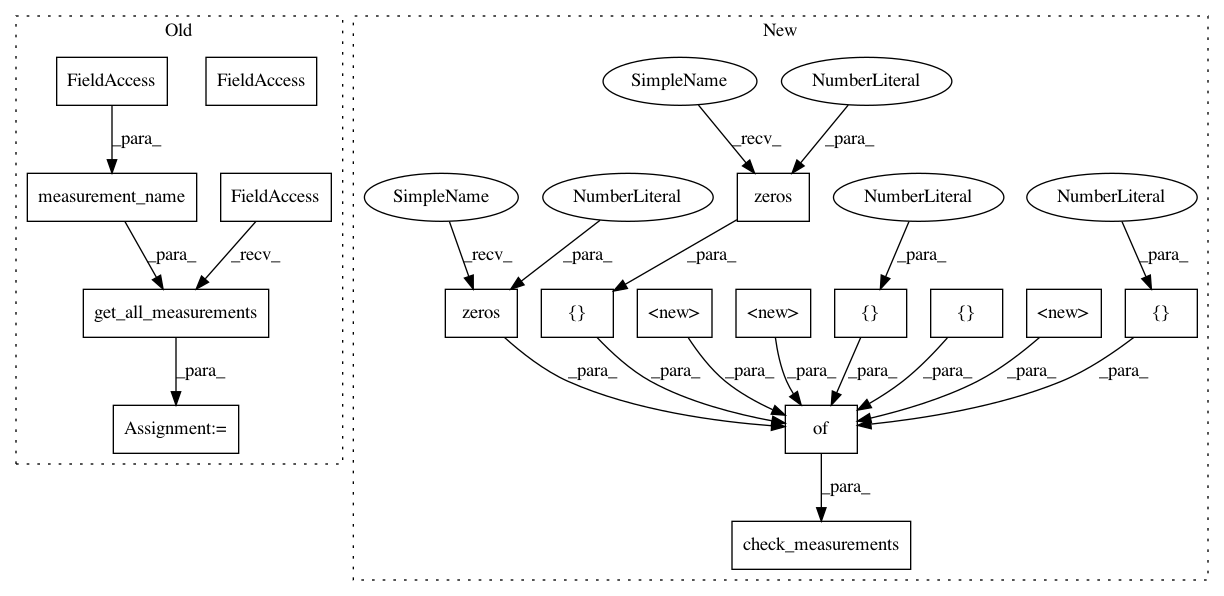 Old
New
FieldAccess
FieldAccess
SimpleName
NumberLiteral
_para_
_recv_
_para_
measurement_name
FieldAccess
SimpleName
NumberLiteral
zeros
NumberLiteral
NumberLiteral
_para_
_recv_
_recv_
_para_
_para_
_para_
_para_
get_all_measurements
zeros
{}
<new>
<new>
{}
{}
<new>
{}
_para_
_para_
_para_
_para_
_para_
_para_
_para_
_para_
_para_
Assignment:=
of
_para_
check_measurements